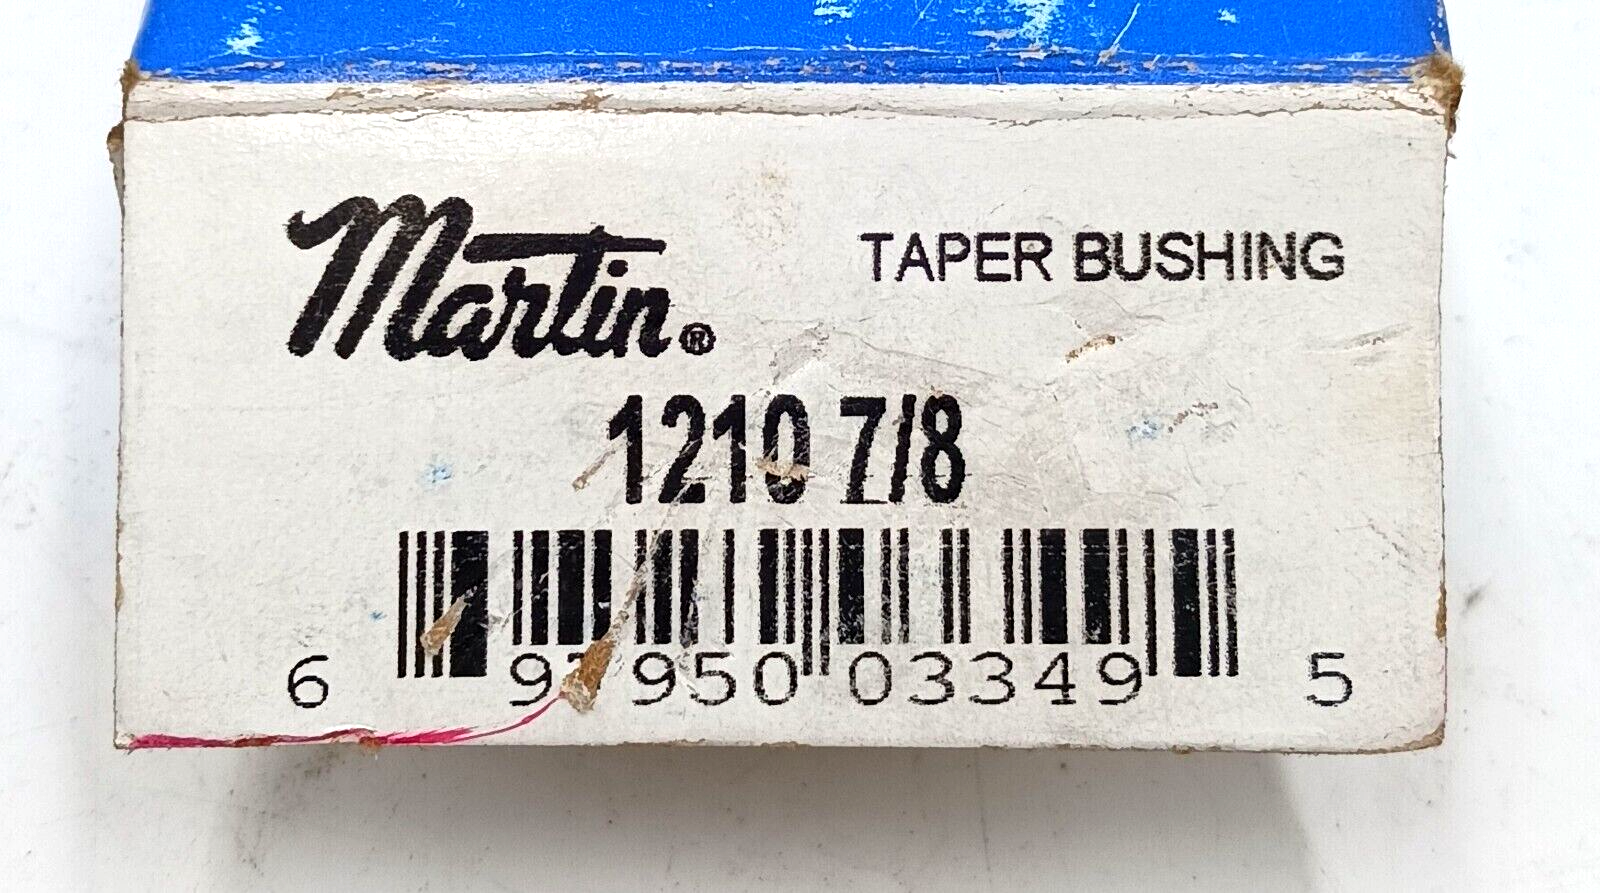 Martin®
TAPER BUSHING
1210 7/8
6 97950 03349 5